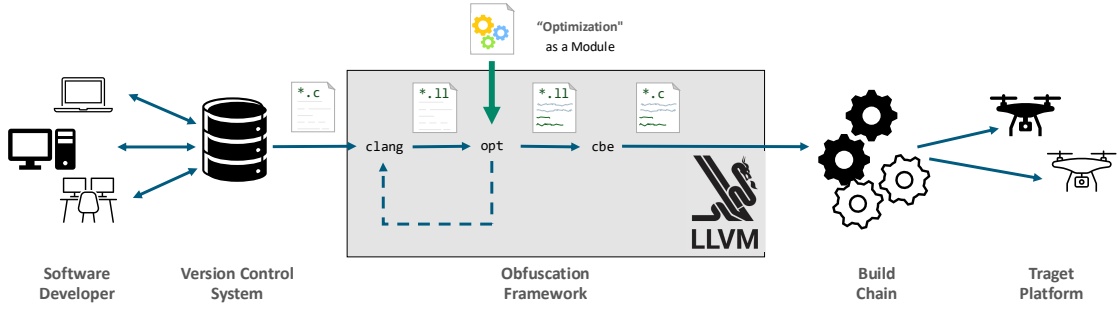 “Optimization"
as a Module
*.c
*.ll
*.ll
*.c
clang
opt
cbe
LLVM
Software
Developer
Version Control
System
Obfuscation
Framework
Build
Chain
Traget
Platform